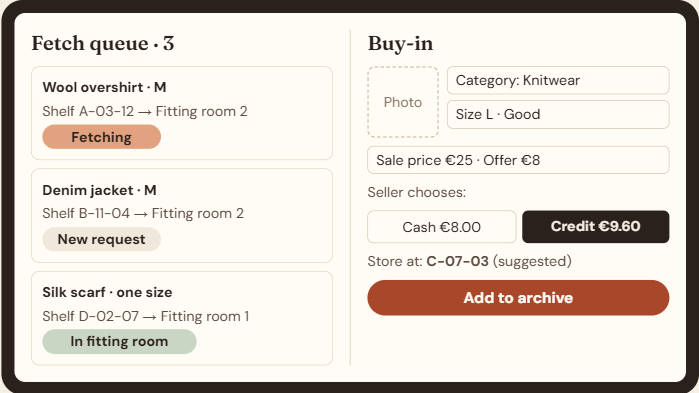 Fetch queue · 3
Wool overshirt · M
Shelf A-03-12 → Fitting room 2
Fetching
Denim jacket · M
Shelf B-11-04 → Fitting room 2
New request
Silk scarf · one size
Shelf D-02-07 → Fitting room 1
In fitting room
Buy-in
Photo
Category: Knitwear
Size L · Good
Sale price €25 · Offer €8
Seller chooses:
Cash €8.00
Credit €9.60
Store at: C-07-03 (suggested)
Add to archive